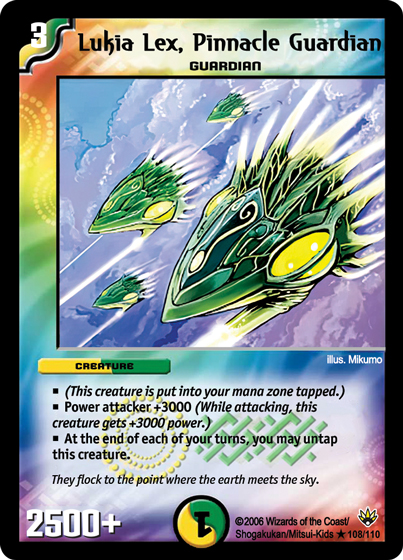 3
Lukia Lex, Pinnacle Guardian
GUARDIAN
illus. Mikumo
CREATURE
■ (This creature is put into your mana zone tapped.)
■ Power attacker +3000 (While attacking, this
creature gets +3000 power.)
■ At the end of each of your turns, you may untap
this creature.
They flock to the point where the earth meets the sky.
2500+
1
©2006 Wizards of the Coast/
Shogakukan/Mitsui-Kids ★ 108/110